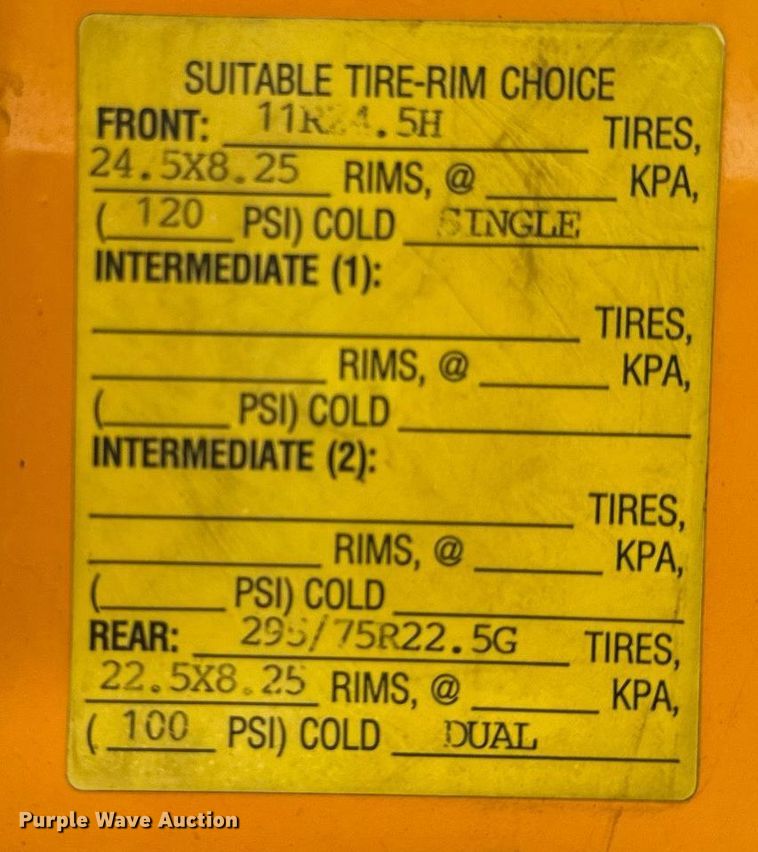 SUITABLE TIRE-RIM CHOICE
FRONT: 11R24.5H TIRES,
24.5X8.25 RIMS, @ KPA,
( 120 PSI) COLD SINGLE
INTERMEDIATE (1):
TIRES,
RIMS, @ KPA,
( PSI) COLD
INTERMEDIATE (2):
TIRES,
RIMS, @ KPA,
( PSI) COLD
REAR: 295/75R22.5G TIRES,
22.5X8.25 RIMS, @ KPA,
( 100 PSI) COLD DUAL
Purple Wave Auction